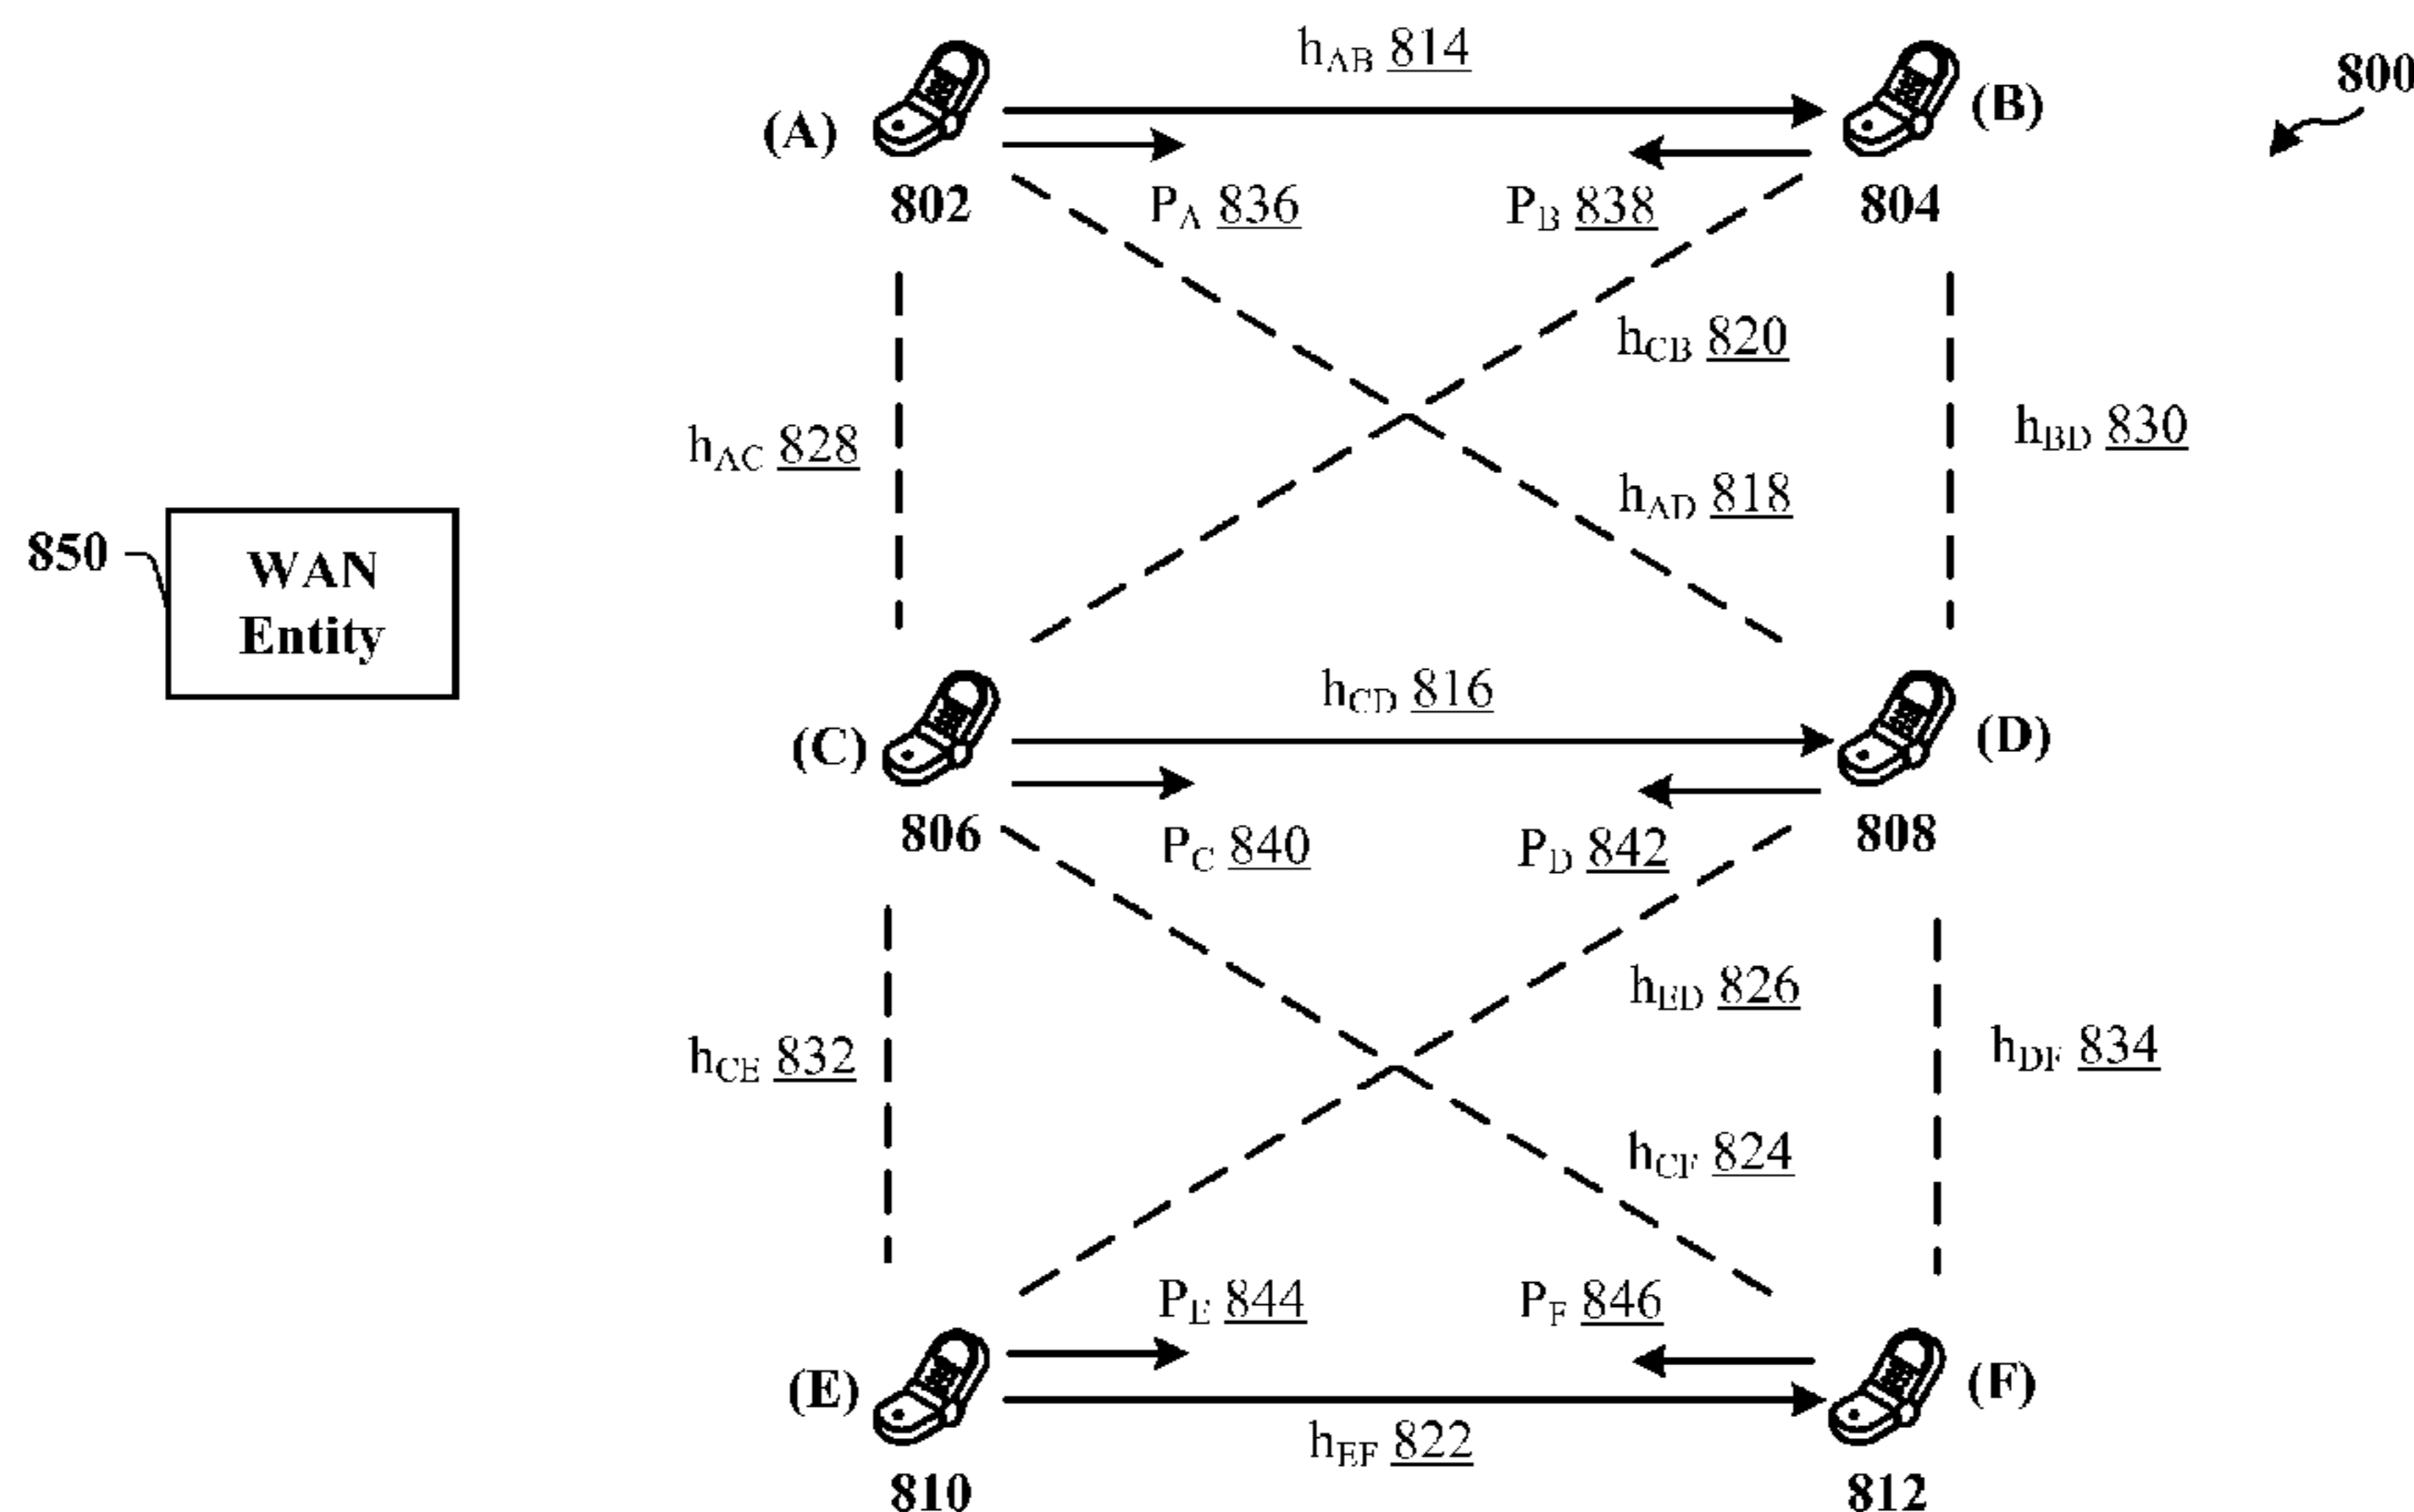 h_AB 814
800
(A)
(B)
802
P_A 836
P_B 838
804
h_CB 820
h_AC 828
h_BD 830
h_AD 818
850
WAN
Entity
h_CD 816
(C)
(D)
806
P_C 840
P_D 842
808
h_ED 826
h_CE 832
h_DF 834
h_CF 824
P_E 844
P_F 846
(E)
(F)
h_EF 822
810
812